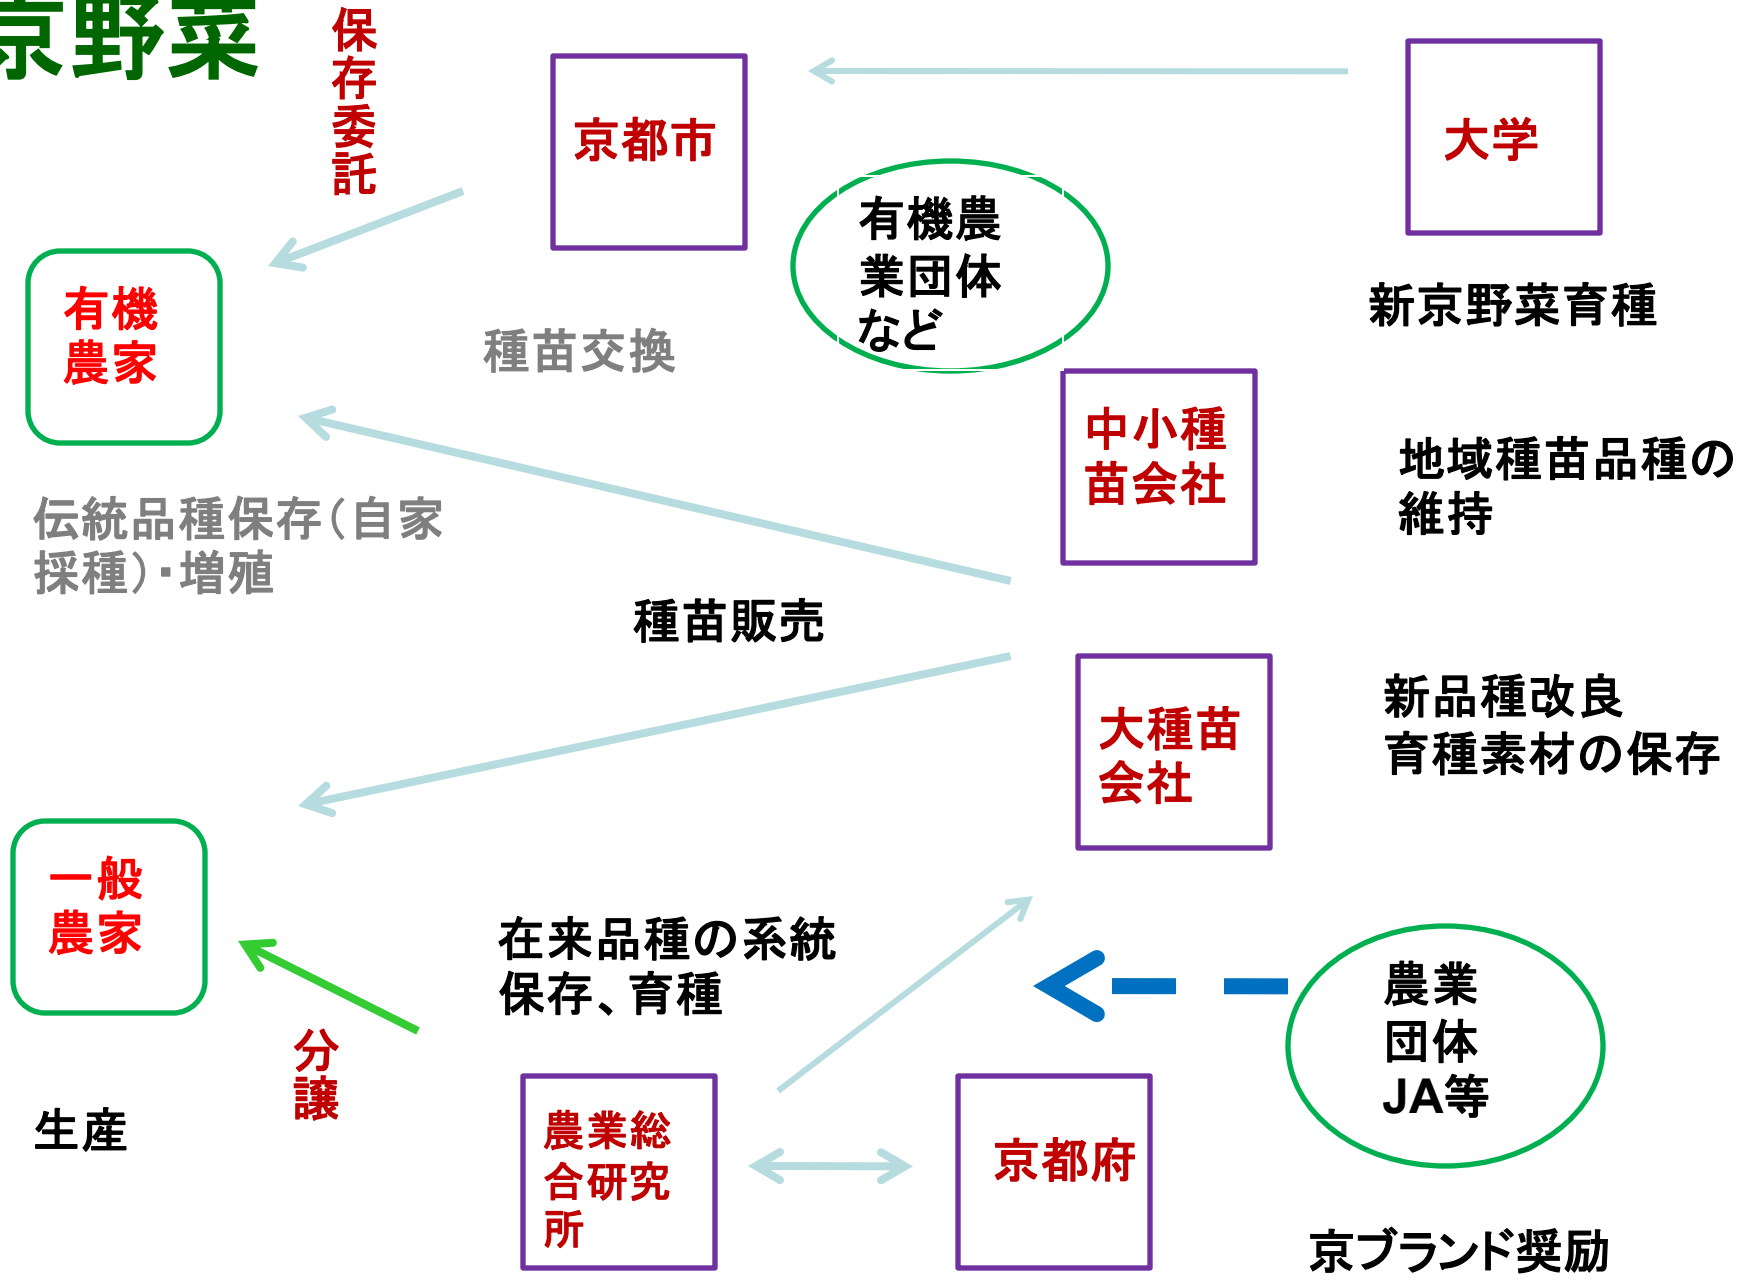 京野菜
保存委託
京都市
大学
有機農
業団体
など
有機
農家
新京野菜育種
種苗交換
中小種
苗会社
地域種苗品種の
維持
伝統品種保存（自家
採種）・増殖
種苗販売
大種苗
会社
新品種改良
育種素材の保存
一般
農家
在来品種の系統
保存、育種
農業
団体
JA等
分譲
生産
農業総
合研究
所
京都府
京ブランド奨励